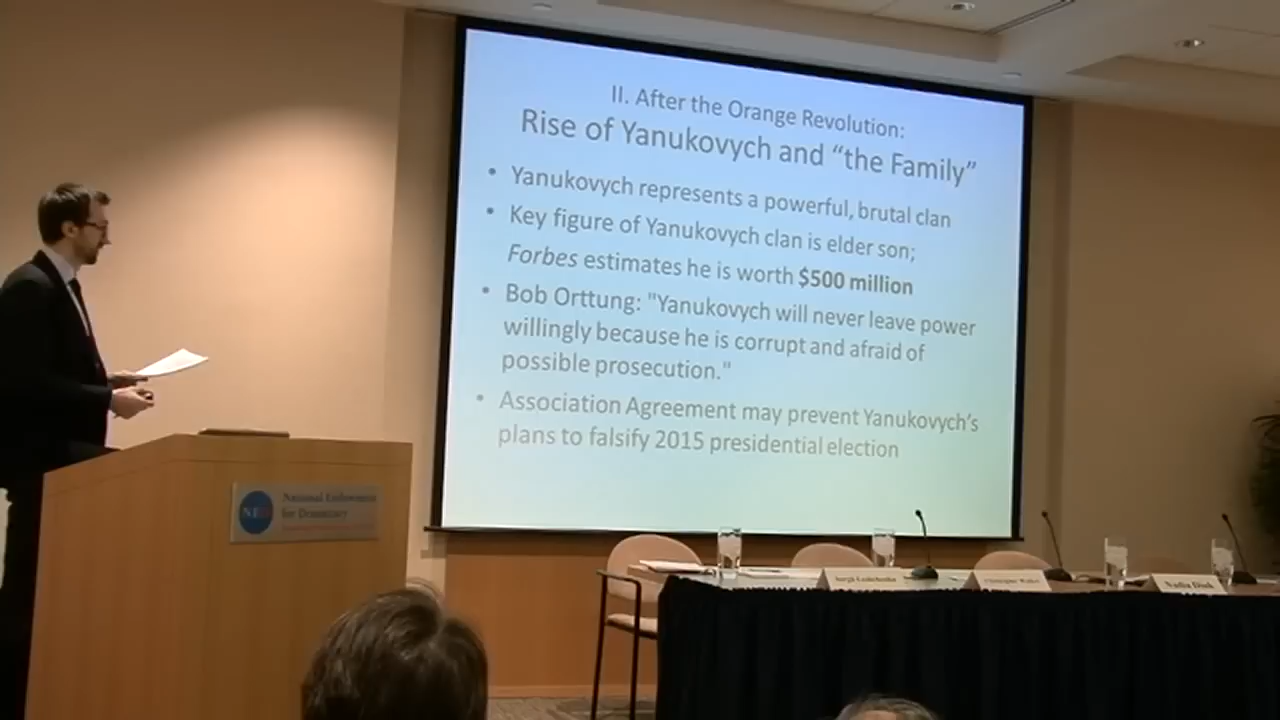 II. After the Orange Revolution:
Rise of Yanukovych and “the Family”
• Yanukovych represents a powerful, brutal clan
• Key figure of Yanukovych clan is elder son;
Forbes estimates he is worth $500 million
• Bob Orttung: "Yanukovych will never leave power
willingly because he is corrupt and afraid of
possible prosecution."
• Association Agreement may prevent Yanukovych’s
plans to falsify 2015 presidential election
NED
National Endowment
for Democracy
Nadia Diuk